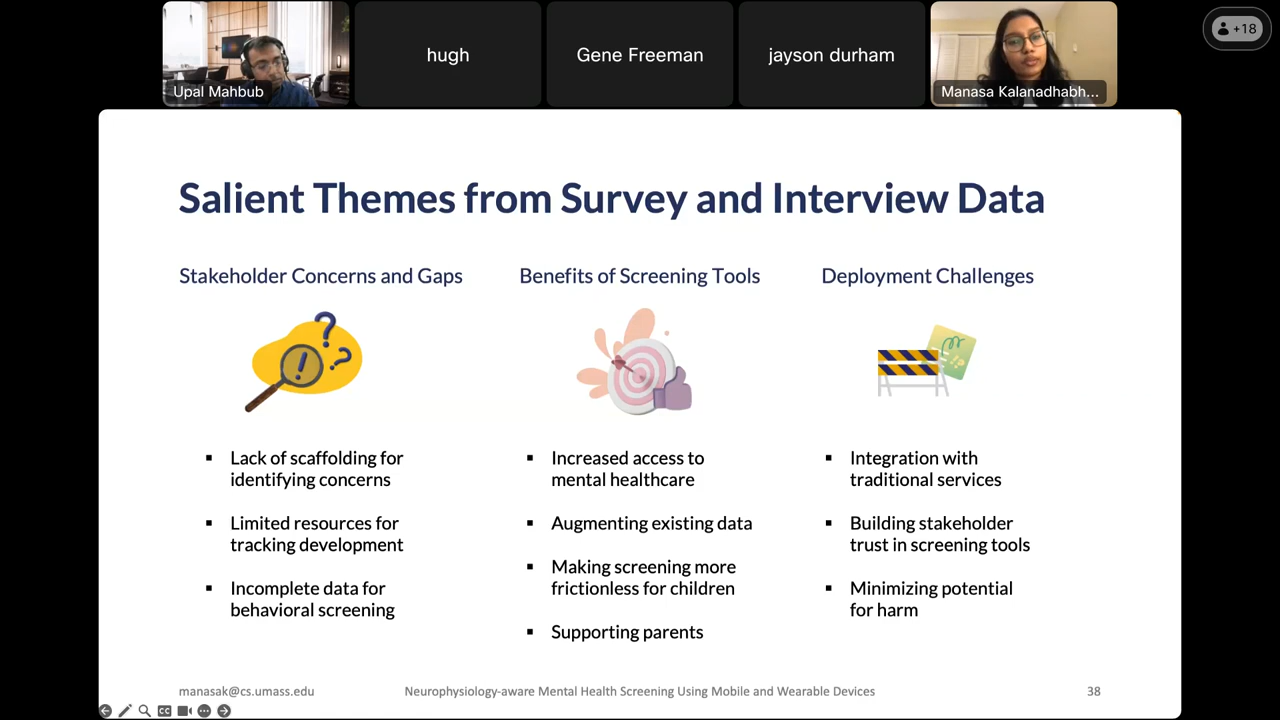 Upal Mahbub
hugh
Gene Freeman
jayson durham
Manasa Kalanadhabh...
+18
Salient Themes from Survey and Interview Data
Stakeholder Concerns and Gaps
Lack of scaffolding for
identifying concerns
Limited resources for
tracking development
Incomplete data for
behavioral screening
Benefits of Screening Tools
Increased access to
mental healthcare
Augmenting existing data
Making screening more
frictionless for children
Supporting parents
Deployment Challenges
Integration with
traditional services
Building stakeholder
trust in screening tools
Minimizing potential
for harm
manasak@cs.umass.edu
Neurophysiology-aware Mental Health Screening Using Mobile and Wearable Devices
38
CC